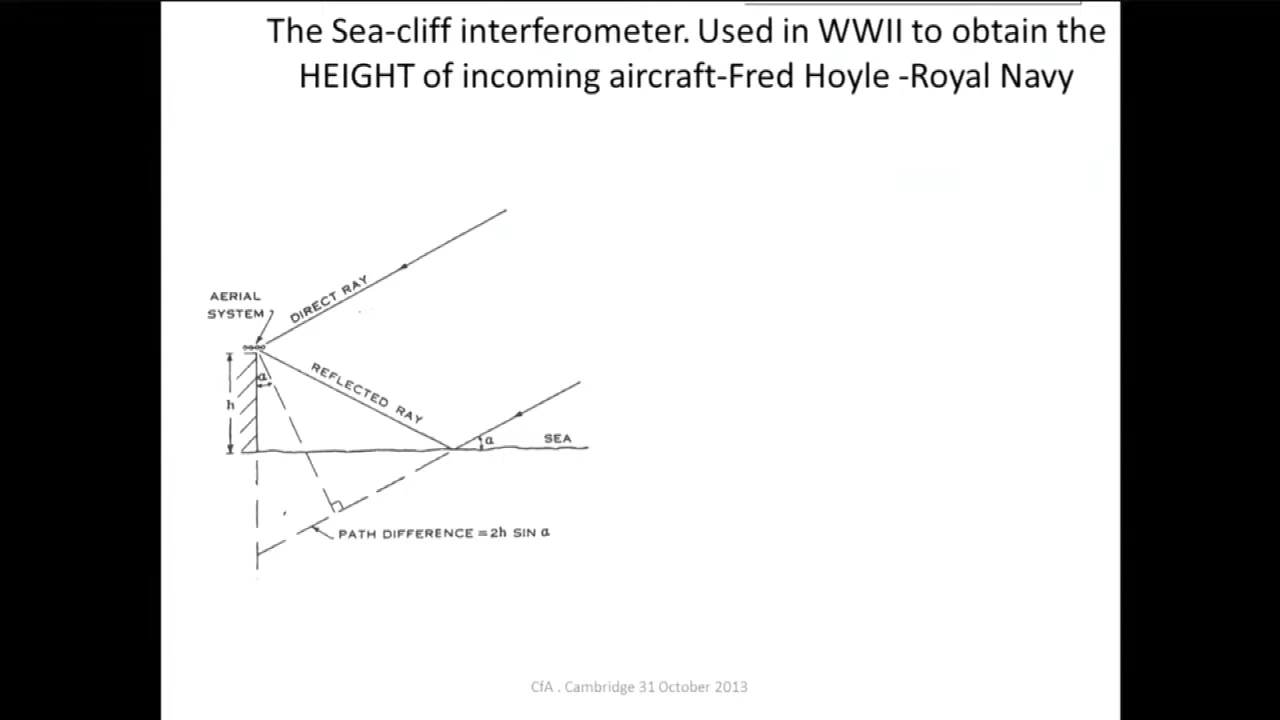 The Sea-cliff interferometer. Used in WWII to obtain the
HEIGHT of incoming aircraft-Fred Hoyle -Royal Navy
AERIAL
SYSTEM
DIRECT RAY
REFLECTED RAY
a
h
a
SEA
PATH DIFFERENCE = 2h SIN a
CfA . Cambridge 31 October 2013